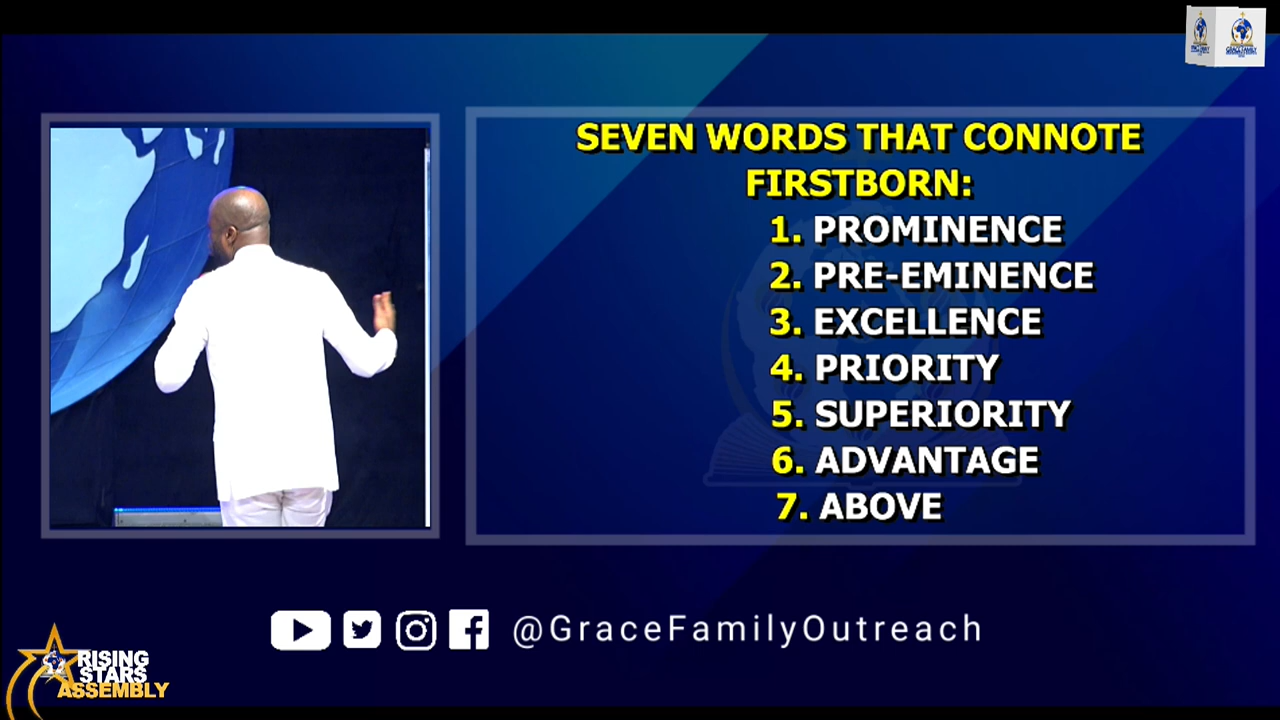 SEVEN WORDS THAT CONNOTE
FIRSTBORN:
1. PROMINENCE
2. PRE-EMINENCE
3. EXCELLENCE
4. PRIORITY
5. SUPERIORITY
6. ADVANTAGE
7. ABOVE
@GraceFamilyOutreach
RISING
STARS
ASSEMBLY